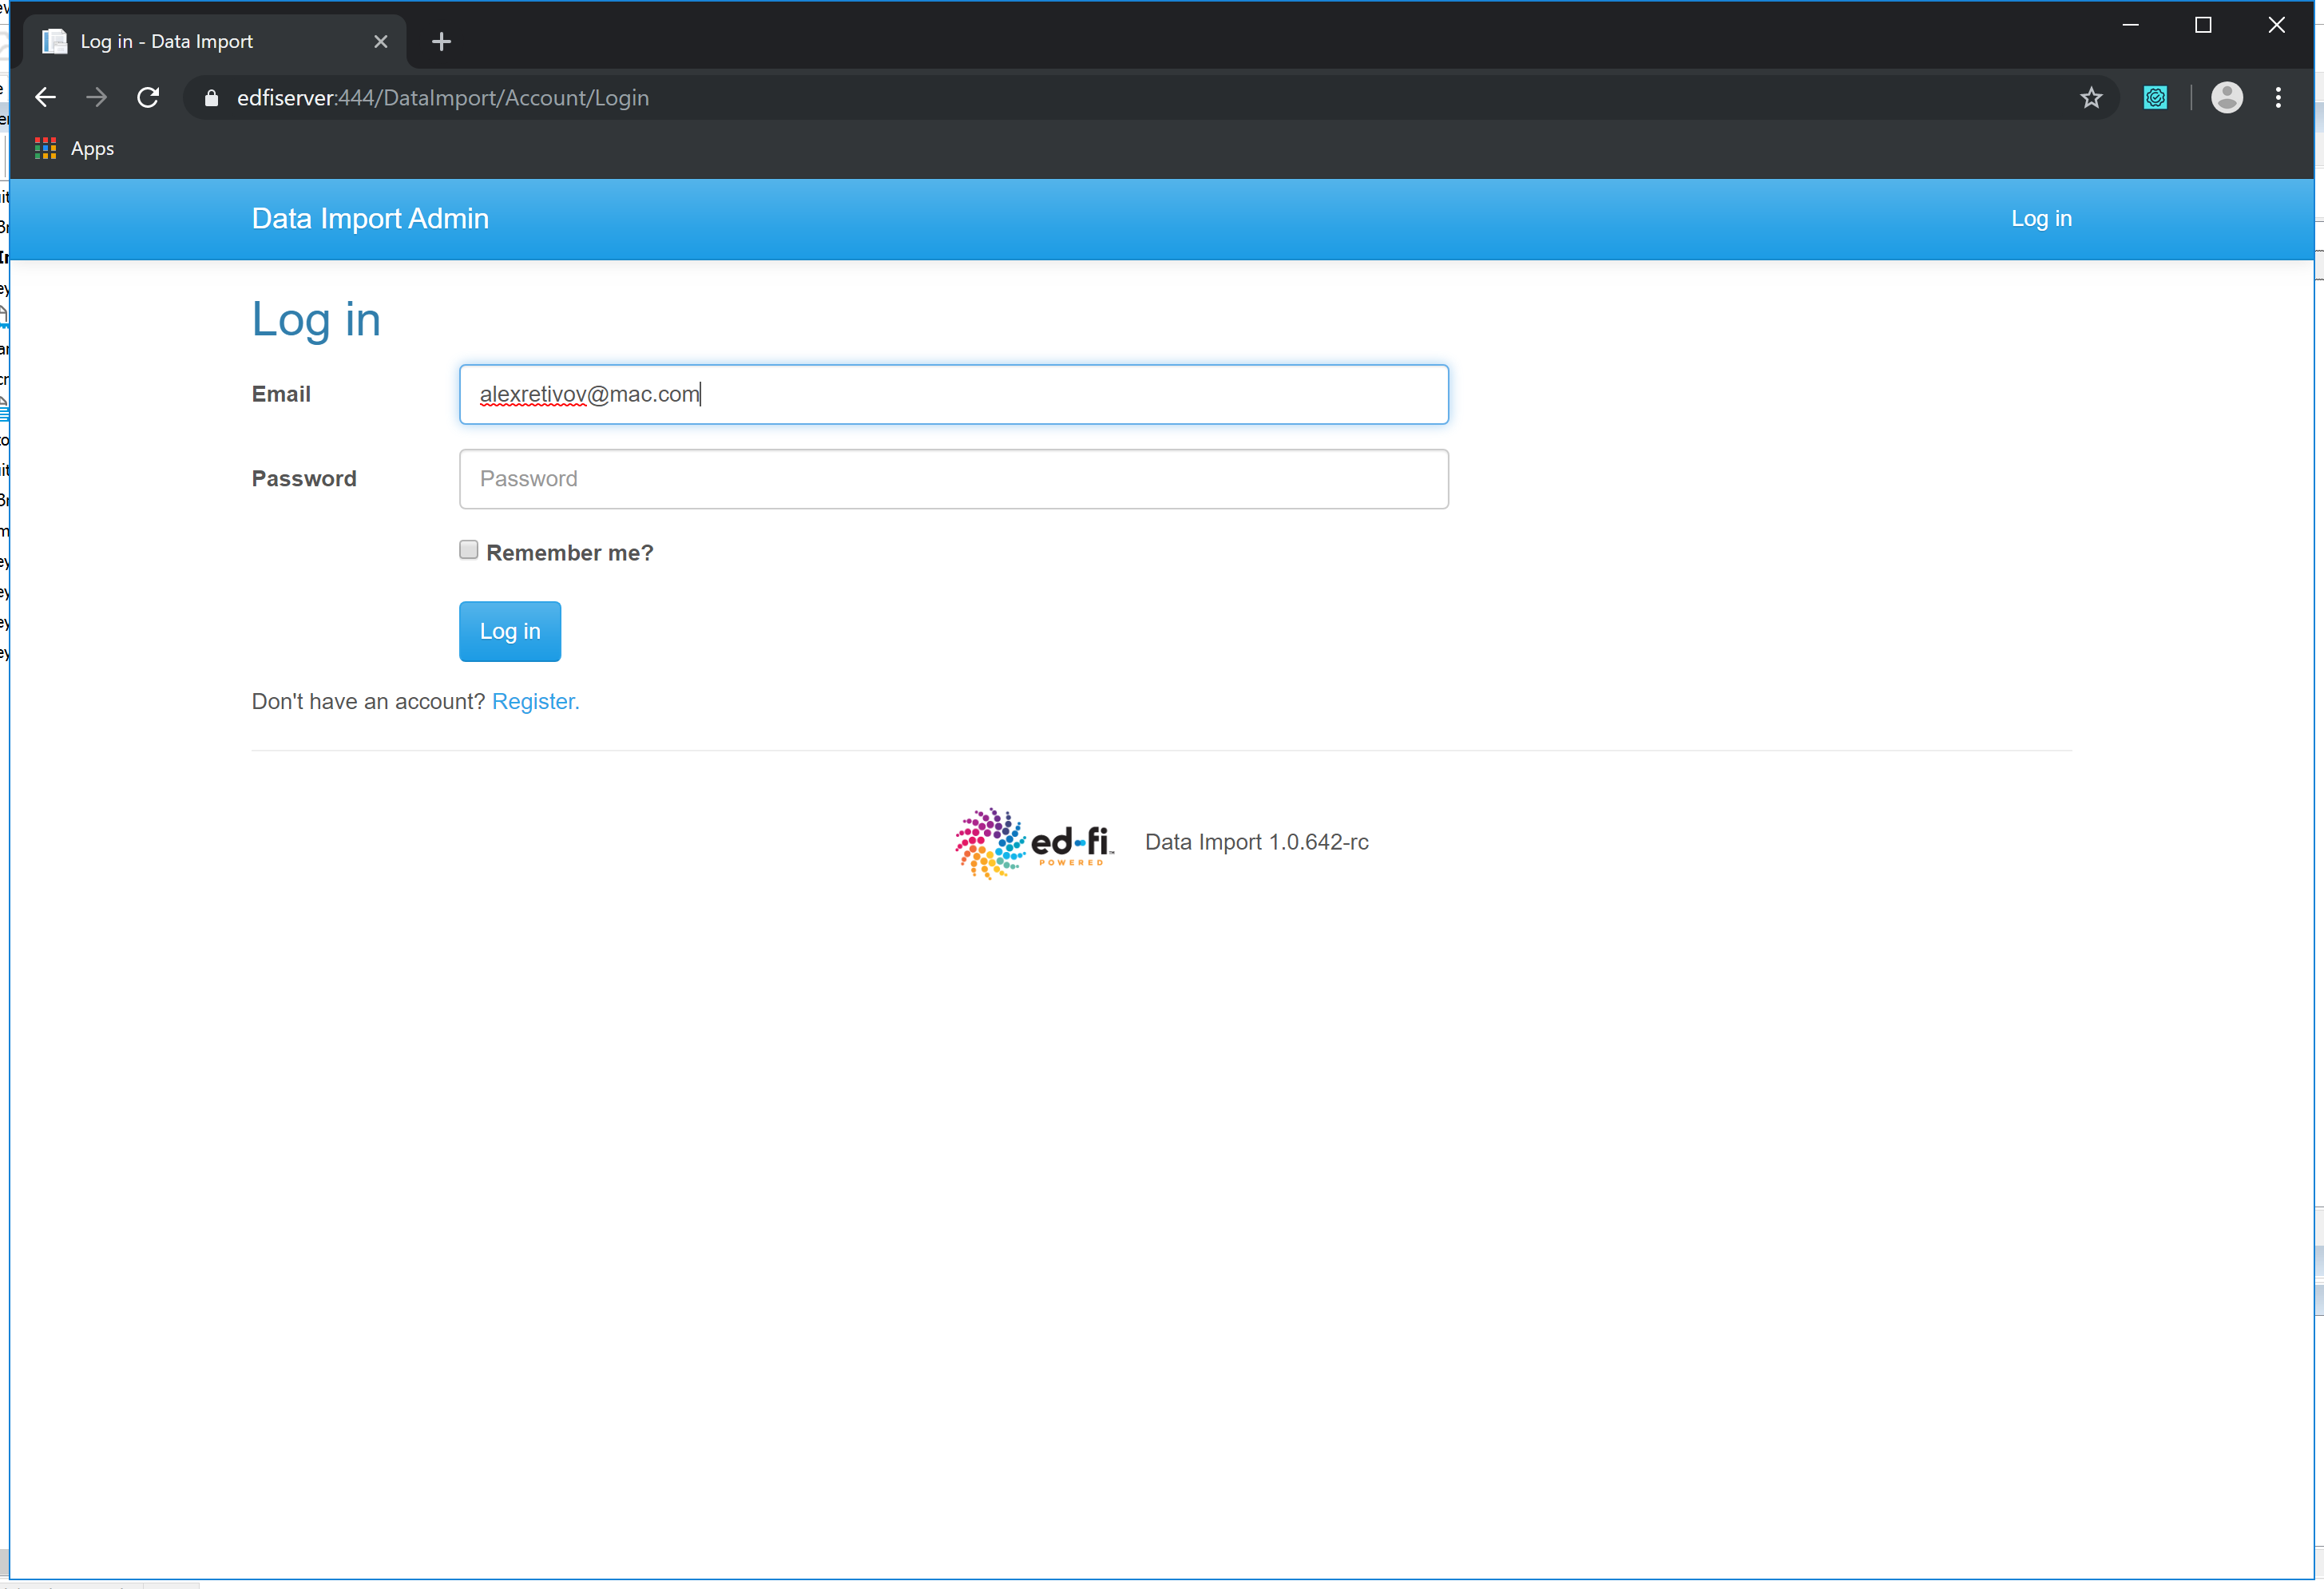 Log in - Data Import
edfiserver:444/DataImport/Account/Login
Apps
Data Import Admin
Log in
Log in
Email
alexretivov@mac.com
Password
Password
Remember me?
Log in
Don't have an account? Register.
ed-fi™
POWERED
Data Import 1.0.642-rc